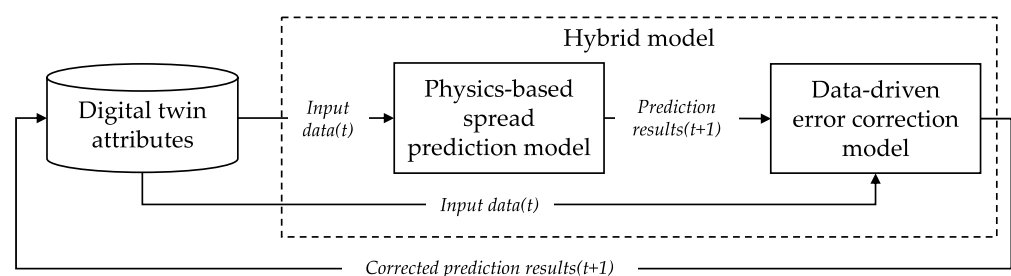 Hybrid model
Digital twin
attributes
Input
data(t)
Physics-based
spread
prediction model
Prediction
results(t+1)
Data-driven
error correction
model
Input data(t)
Corrected prediction results(t+1)